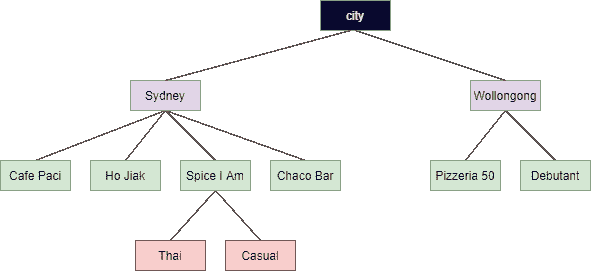 city
Sydney
Wollongong
Cafe Paci
Ho Jiak
Spice I Am
Chaco Bar
Pizzeria 50
Debutant
Thai
Casual